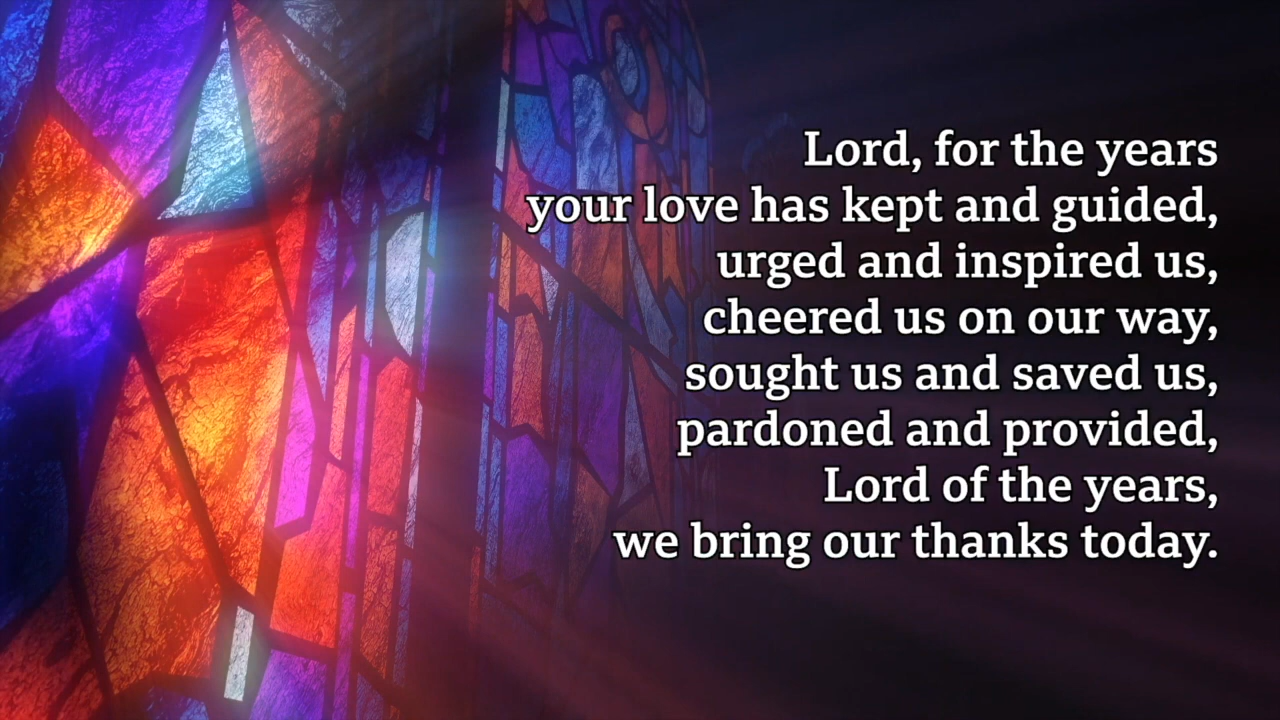 Lord, for the years
your love has kept and guided,
urged and inspired us,
cheered us on our way,
sought us and saved us,
pardoned and provided,
Lord of the years,
we bring our thanks today.